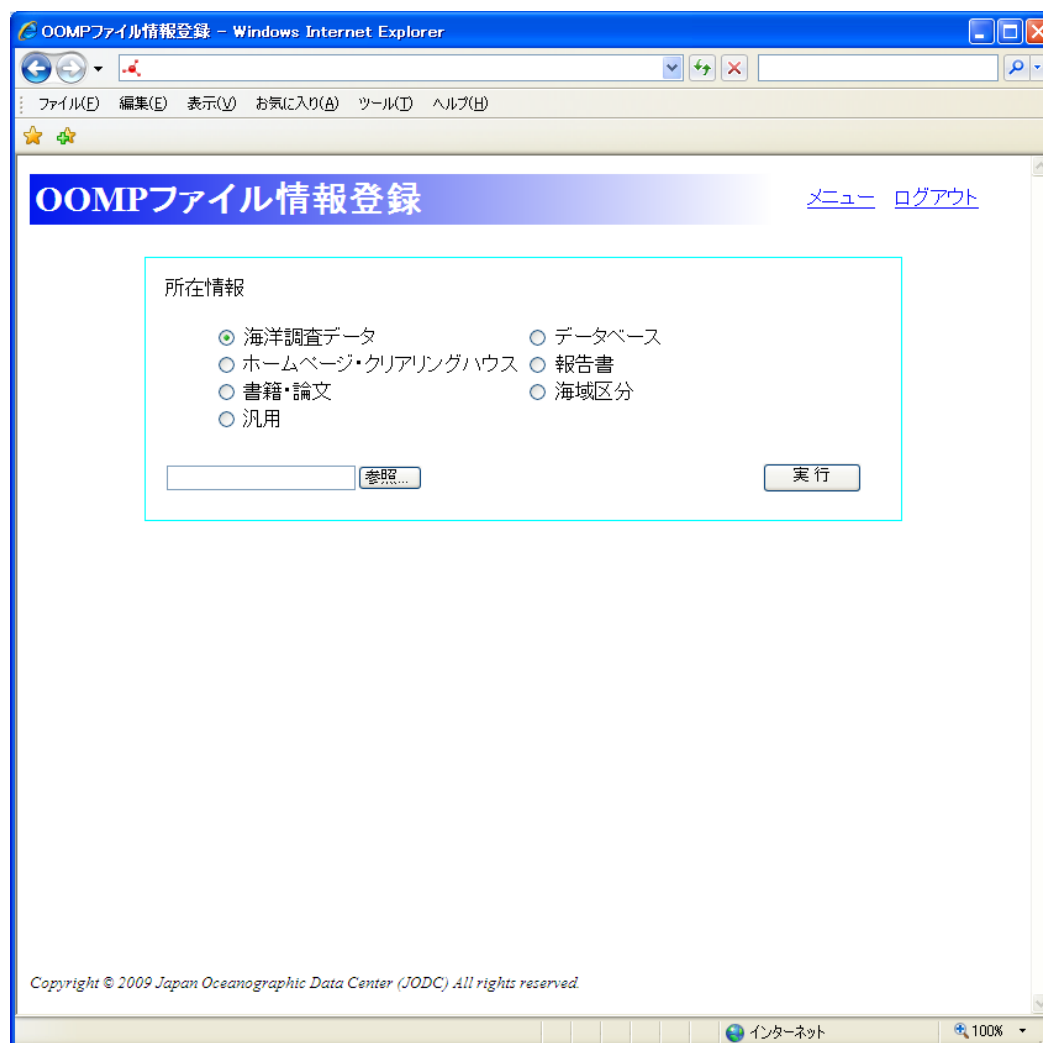 OOMPファイル情報登録 - Windows Internet Explorer
ファイル(F) 編集(E) 表示(V) お気に入り(A) ツール(T) ヘルプ(H)
OOMPファイル情報登録
メニュー ログアウト
所在情報
海洋調査データ データベース
ホームページ・クリアリングハウス 報告書
書籍・論文 海域区分
汎用
参照...
実行
Copyright © 2009 Japan Oceanographic Data Center (JODC) All rights reserved.
インターネット 100%